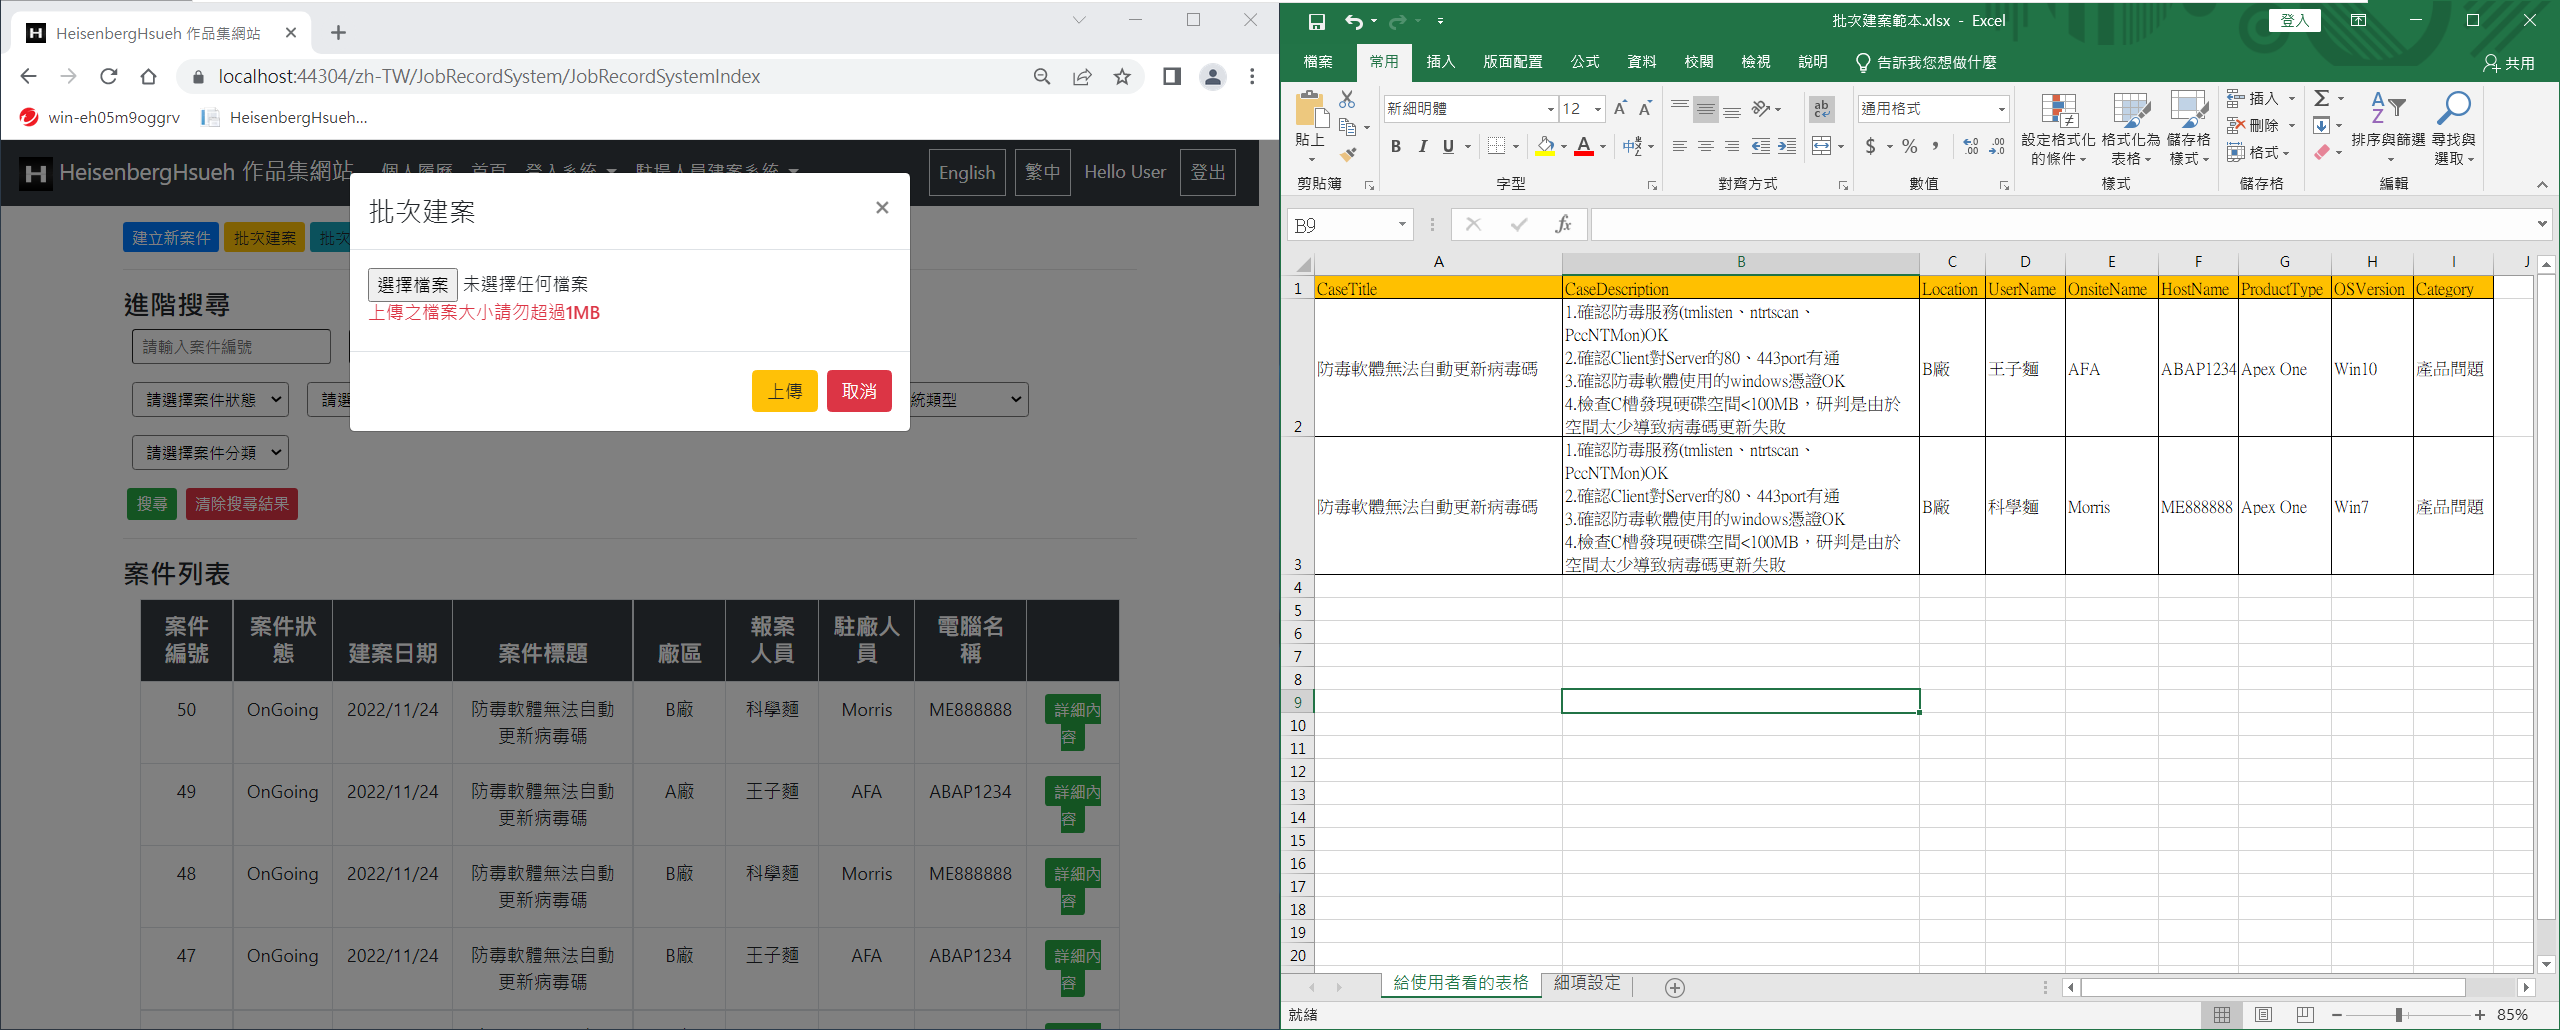 HeisenbergHsueh 作品集網站
localhost:44304/zh-TW/JobRecordSystem/JobRecordSystemIndex
win-eh05m9oggrv
HeisenbergHsueh...
HeisenbergHsueh 作品集網站
個人履歷 首頁 登入系統 駐場人員建案系統
English
繁中
Hello User
登出
建立新案件
批次建案
批次
批次建案
×
選擇檔案 未選擇任何檔案
上傳之檔案大小請勿超過1MB
上傳
取消
進階搜尋
請輸入案件編號
請選擇案件狀態
請選
統類型
請選擇案件分類
搜尋
清除搜尋結果
案件列表
案件編號 案件狀態 建案日期 案件標題 廠區 報案人員 駐廠人員 電腦名稱
50 OnGoing 2022/11/24 防毒軟體無法自動更新病毒碼 B廠 科學麵 Morris ME888888 詳細內容
49 OnGoing 2022/11/24 防毒軟體無法自動更新病毒碼 A廠 王子麵 AFA ABAP1234 詳細內容
48 OnGoing 2022/11/24 防毒軟體無法自動更新病毒碼 B廠 科學麵 Morris ME888888 詳細內容
47 OnGoing 2022/11/24 防毒軟體無法自動更新病毒碼 B廠 王子麵 AFA ABAP1234 詳細內容
批次建案範本.xlsx - Excel
登入
檔案 常用 插入 版面配置 公式 資料 校閱 檢視 說明 告訴我您想做什麼
共用
貼上
剪貼簿
新細明體 12
B I U A
字型
對齊方式
通用格式
$ % ,
數值
設定格式化的條件
格式化為表格
儲存格樣式
樣式
插入
刪除
格式
儲存格
排序與篩選
尋找與選取
編輯
B9
fx
A B C D E F G H I J
1 CaseTitle CaseDescription Location UserName OnsiteName HostName ProductType OSVersion Category
1.確認防毒服務(tmlisten、ntrtscan、
PccNTMon)OK
2.確認Client對Server的80、443port有通
3.確認防毒軟體使用的windows憑證OK
4.檢查C槽發現硬碟空間<100MB，研判是由於
空間太少導致病毒碼更新失敗
2 防毒軟體無法自動更新病毒碼 B廠 王子麵 AFA ABAP1234 Apex One Win10 產品問題
1.確認防毒服務(tmlisten、ntrtscan、
PccNTMon)OK
2.確認Client對Server的80、443port有通
3.確認防毒軟體使用的windows憑證OK
4.檢查C槽發現硬碟空間<100MB，研判是由於
空間太少導致病毒碼更新失敗
3 防毒軟體無法自動更新病毒碼 B廠 科學麵 Morris ME888888 Apex One Win7 產品問題
4
5
6
7
8
9
10
11
12
13
14
15
16
17
18
19
20
給使用者看的表格 細項設定
就緒
85%